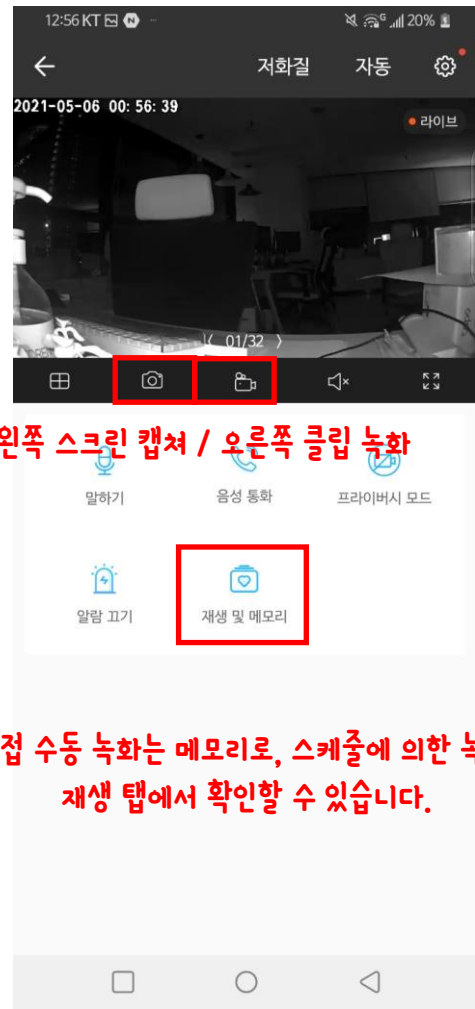 12:56 KT 20%
저화질 자동
2021-05-06 00:56:39
라이브
01/32
왼쪽 스크린 캡쳐 / 오른쪽 클립 녹화
말하기 음성 통화 프라이버시 모드
알람 끄기 재생 및 메모리
접 수동 녹화는 메모리로, 스케줄에 의한
재생 탭에서 확인할 수 있습니다.